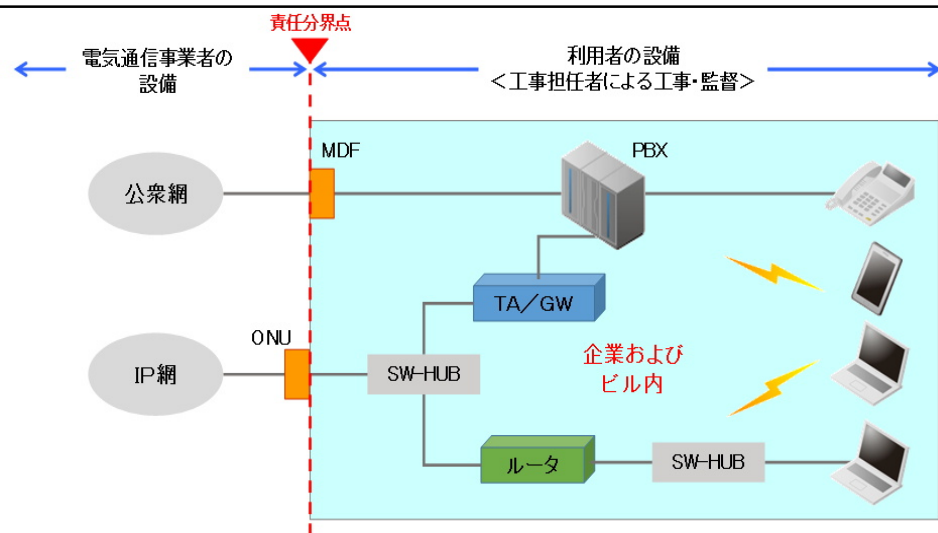 責任分界点
電気通信事業者の
設備
利用者の設備
＜工事担任者による工事・監督＞
MDF
PBX
公衆網
TA／GW
ONU
IP網
SW-HUB
企業および
ビル内
ルータ
SW-HUB